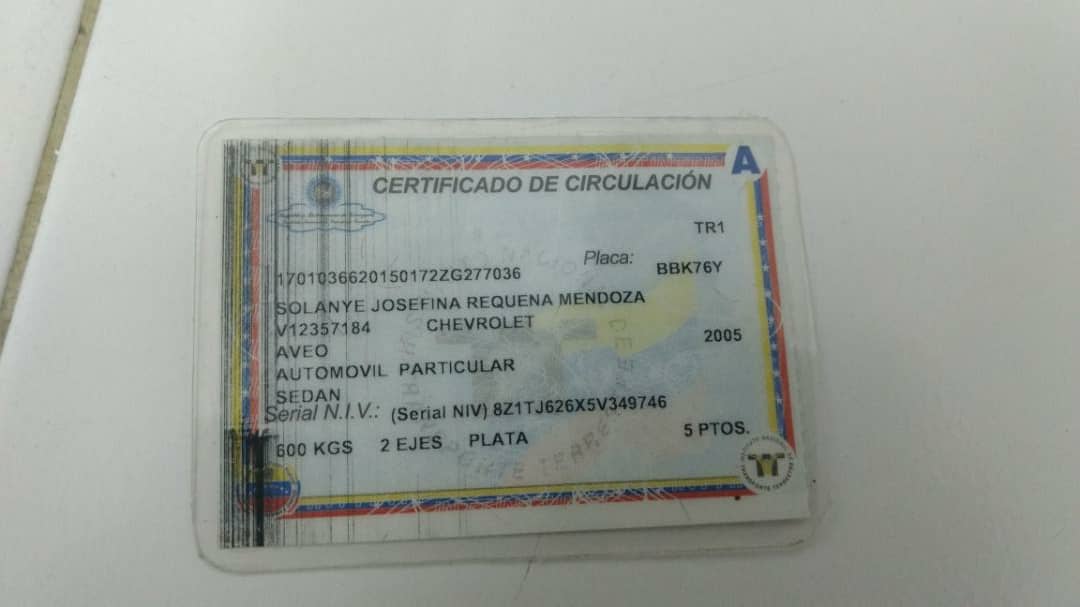 A
CERTIFICADO DE CIRCULACIÓN
TR1
1701036620150172ZG277036 Placa: BBK76Y
SOLANYE JOSEFINA REQUENA MENDOZA
V12357184 CHEVROLET 2005
AVEO
AUTOMOVIL PARTICULAR
SEDAN
Serial N.I.V.: (Serial NIV) 8Z1TJ626X5V349746
600 KGS 2 EJES PLATA 5 PTOS.